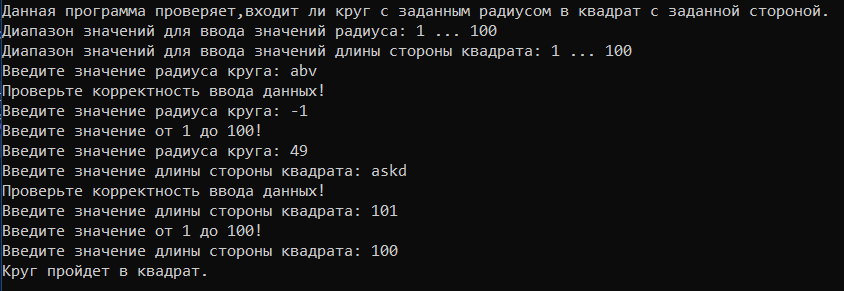 Данная программа проверяет,входит ли круг с заданным радиусом в квадрат с заданной стороной.
Диапазон значений для ввода значений радиуса: 1 ... 100
Диапазон значений для ввода значений длины стороны квадрата: 1 ... 100
Введите значение радиуса круга: abv
Проверьте корректность ввода данных!
Введите значение радиуса круга: -1
Введите значение от 1 до 100!
Введите значение радиуса круга: 49
Введите значение длины стороны квадрата: askd
Проверьте корректность ввода данных!
Введите значение длины стороны квадрата: 101
Введите значение от 1 до 100!
Введите значение длины стороны квадрата: 100
Круг пройдет в квадрат.